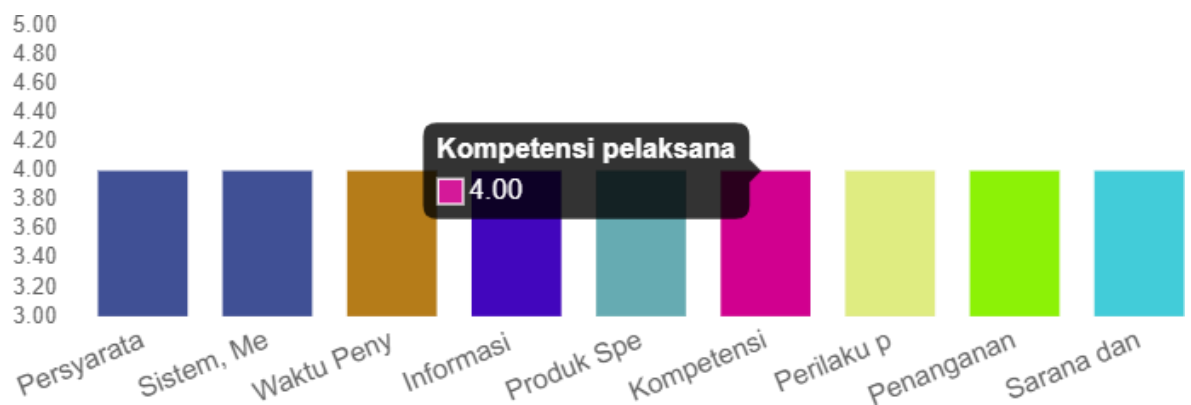 5.00
4.80
4.60
4.40
4.20
4.00
3.80
3.60
3.40
3.20
3.00
Kompetensi pelaksana
4.00
Persyarata
Sistem, Me
Waktu Peny
Informasi
Produk Spe
Kompetensi
Perilaku p
Penanganan
Sarana dan